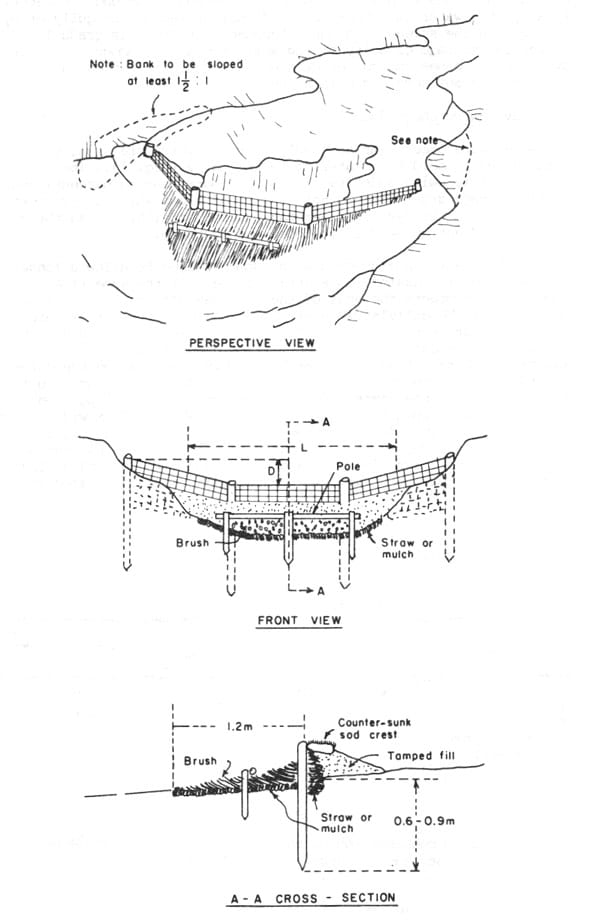 Note : Bank to be sloped
at least 1 1/2 : 1
See note
PERSPECTIVE VIEW
A
L
D
Pole
Brush
Straw or
mulch
A
FRONT VIEW
1.2m
Counter-sunk
sod crest
Brush
Tamped fill
Straw or
mulch
0.6-0.9m
A-A CROSS - SECTION